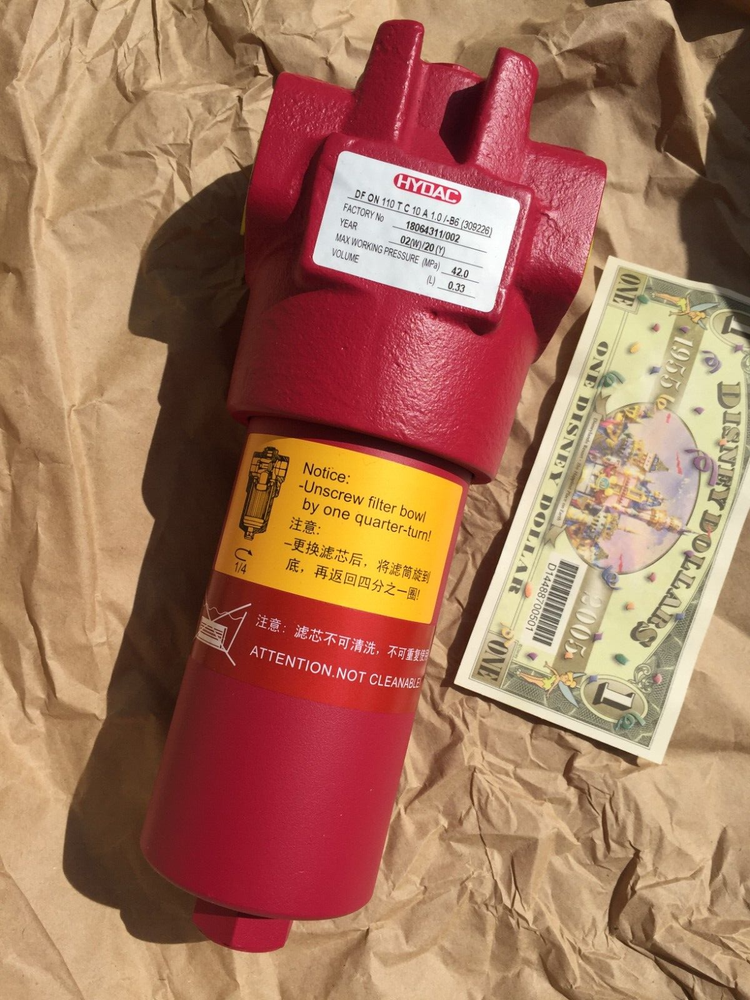 HYDAC
DF ON 110 T C 10 A 1.0 /-B6 [309226]
FACTORY No 18064311/002
YEAR 02(W)/20 (Y)
MAX WORKING PRESSURE (MPa) 42.0
VOLUME (L) 0.33
Notice:
-Unscrew filter bowl
by one quarter-turn!
注意:
-更换滤芯后，将滤筒旋到
底，再返回四分之一圈!
1/4
注意: 滤芯不可清洗，不可重复使用
ATTENTION.NOT CLEANABLE!
ONE
ONE DISNEY DOLLAR
1955 to
2005
DISNEY DOLLARS
D14488700501
ONE
1